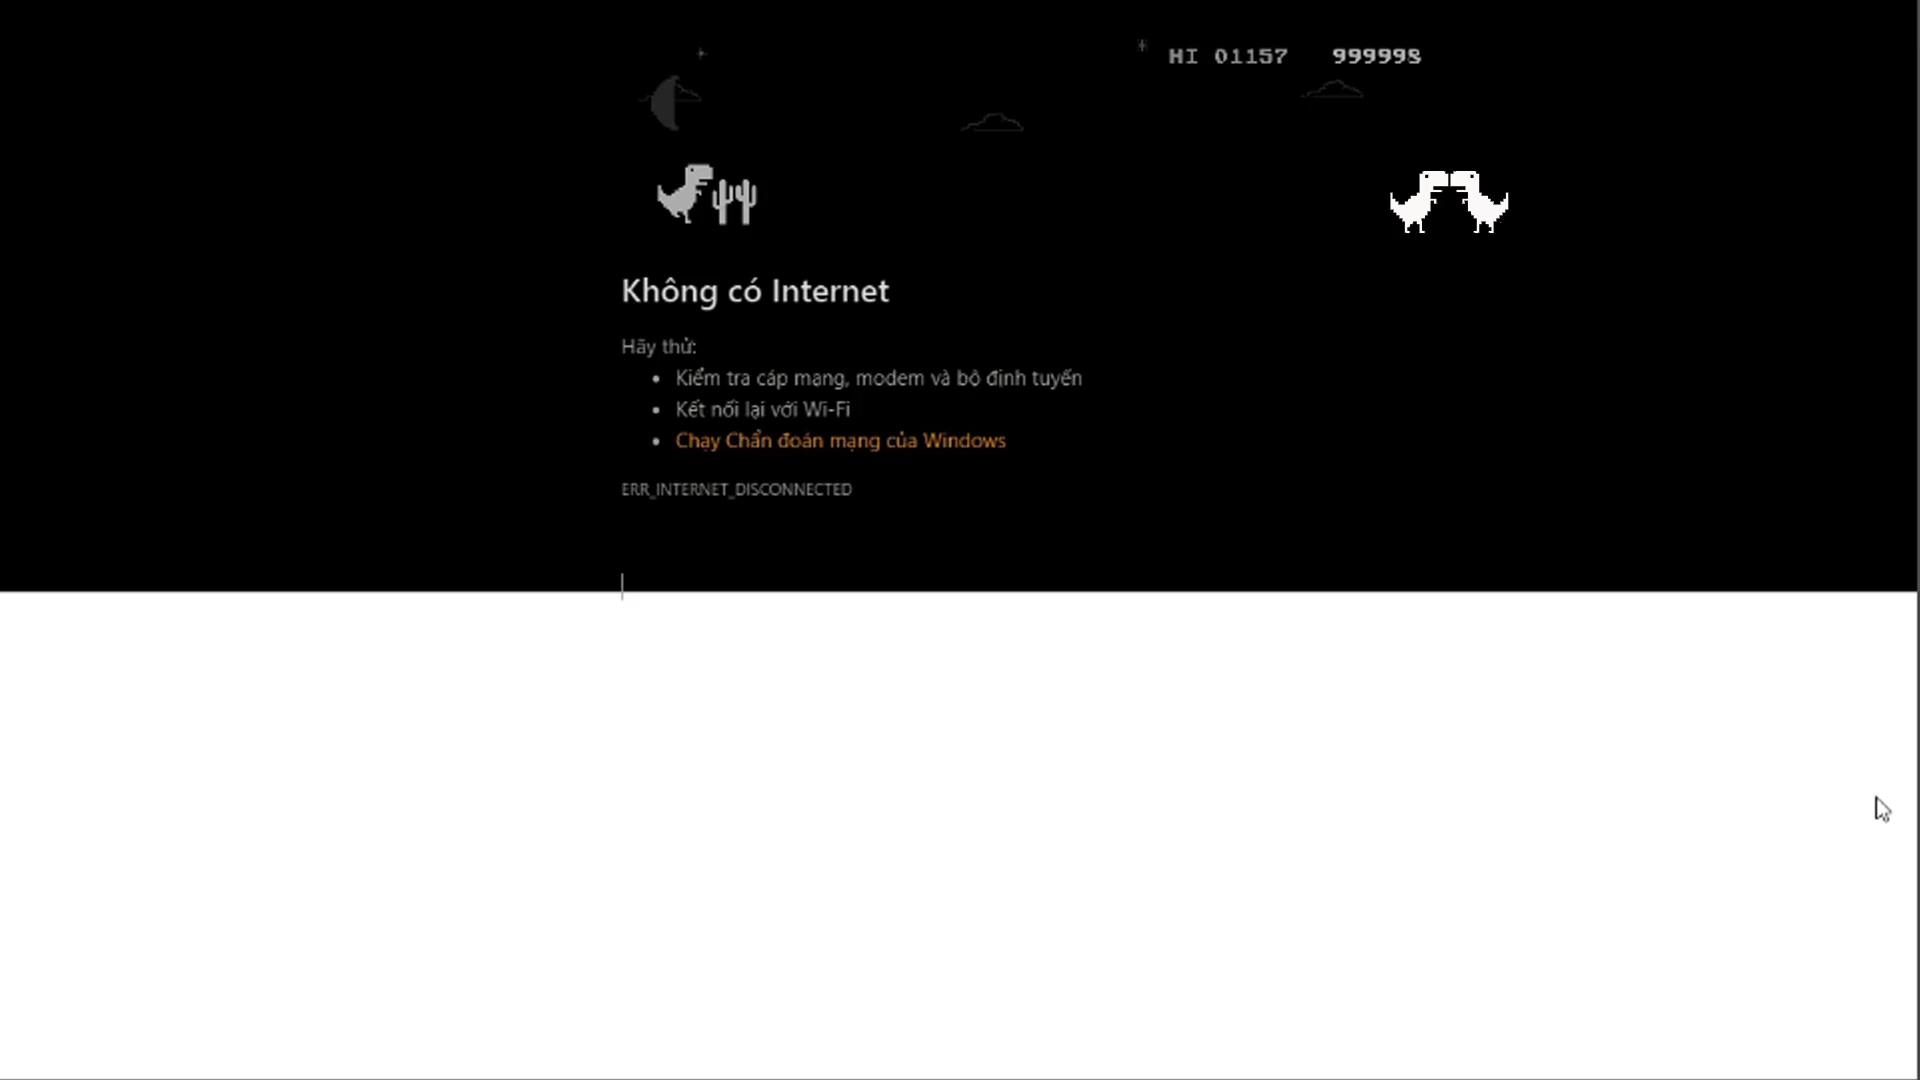 HI 01157 999998
Không có Internet
Hãy thử:
Kiểm tra cáp mạng, modem và bộ định tuyến
Kết nối lại với Wi-Fi
Chạy Chẩn đoán mạng của Windows
ERR_INTERNET_DISCONNECTED